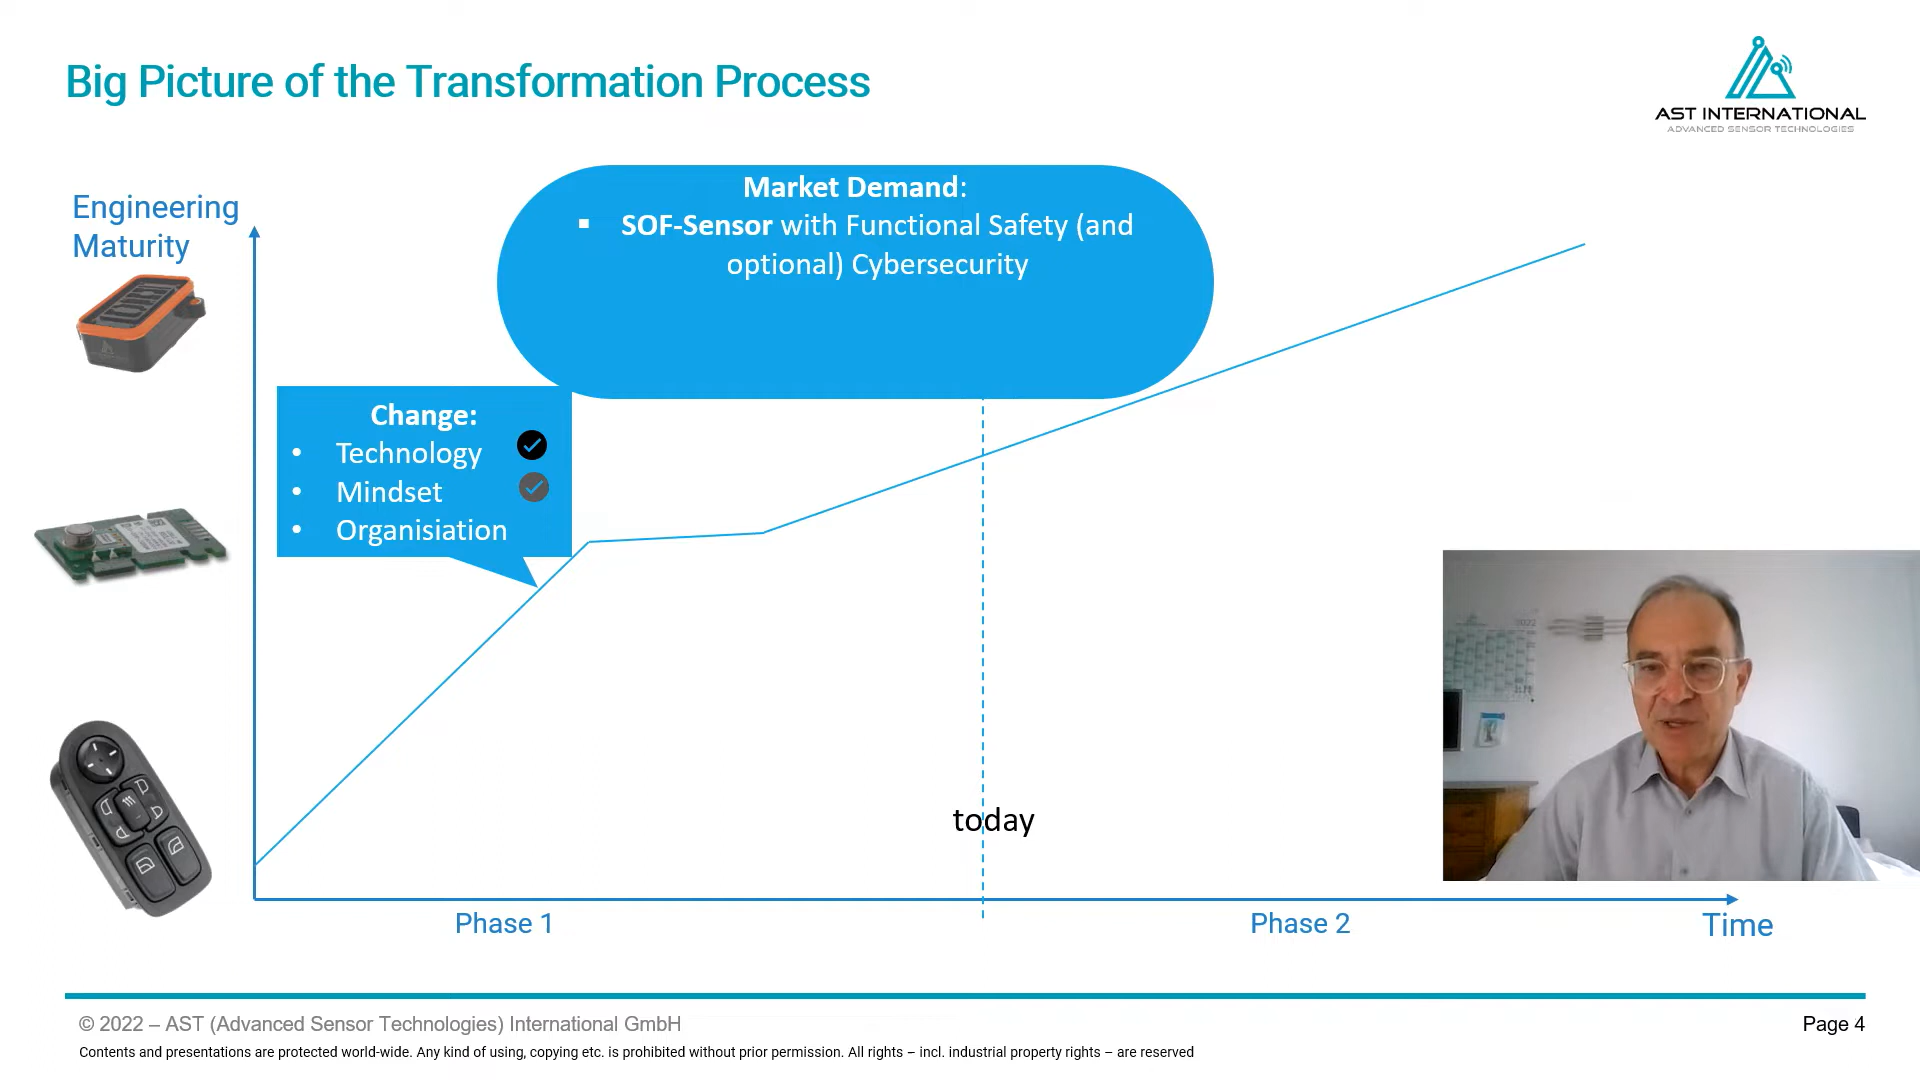 Big Picture of the Transformation Process
AST INTERNATIONAL
ADVANCED SENSOR TECHNOLOGIES
Engineering
Maturity
Market Demand:
▪ SOF-Sensor with Functional Safety (and
optional) Cybersecurity
Change:
• Technology
• Mindset
• Organisiation
2022
today
Phase 1
Phase 2
Time
© 2022 – AST (Advanced Sensor Technologies) International GmbH
Page 4
Contents and presentations are protected world-wide. Any kind of using, copying etc. is prohibited without prior permission. All rights – incl. industrial property rights – are reserved